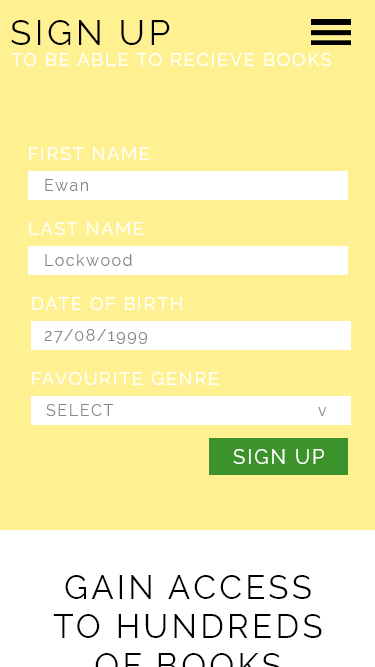 SIGN UP
TO BE ABLE TO RECIEVE BOOKS
FIRST NAME
Ewan
LAST NAME
Lockwood
DATE OF BIRTH
27/08/1999
FAVOURITE GENRE
SELECT v
SIGN UP
GAIN ACCESS
TO HUNDREDS
OF BOOKS